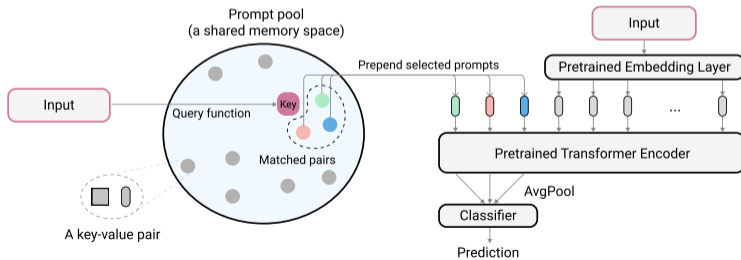 Prompt pool
(a shared memory space)
Input
Query function
Key
Matched pairs
A key-value pair
Prepend selected prompts
Input
Pretrained Embedding Layer
...
Pretrained Transformer Encoder
AvgPool
Classifier
Prediction